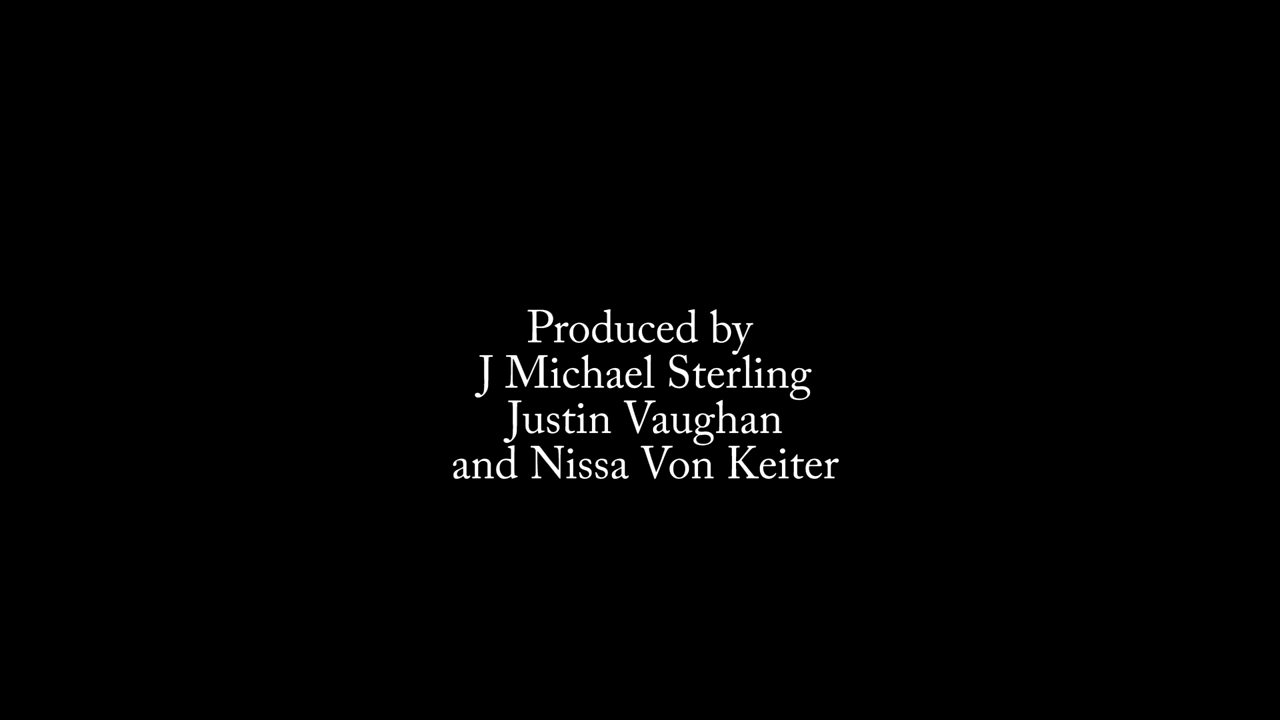 Produced by
J Michael Sterling
Justin Vaughan
and Nissa Von Keiter